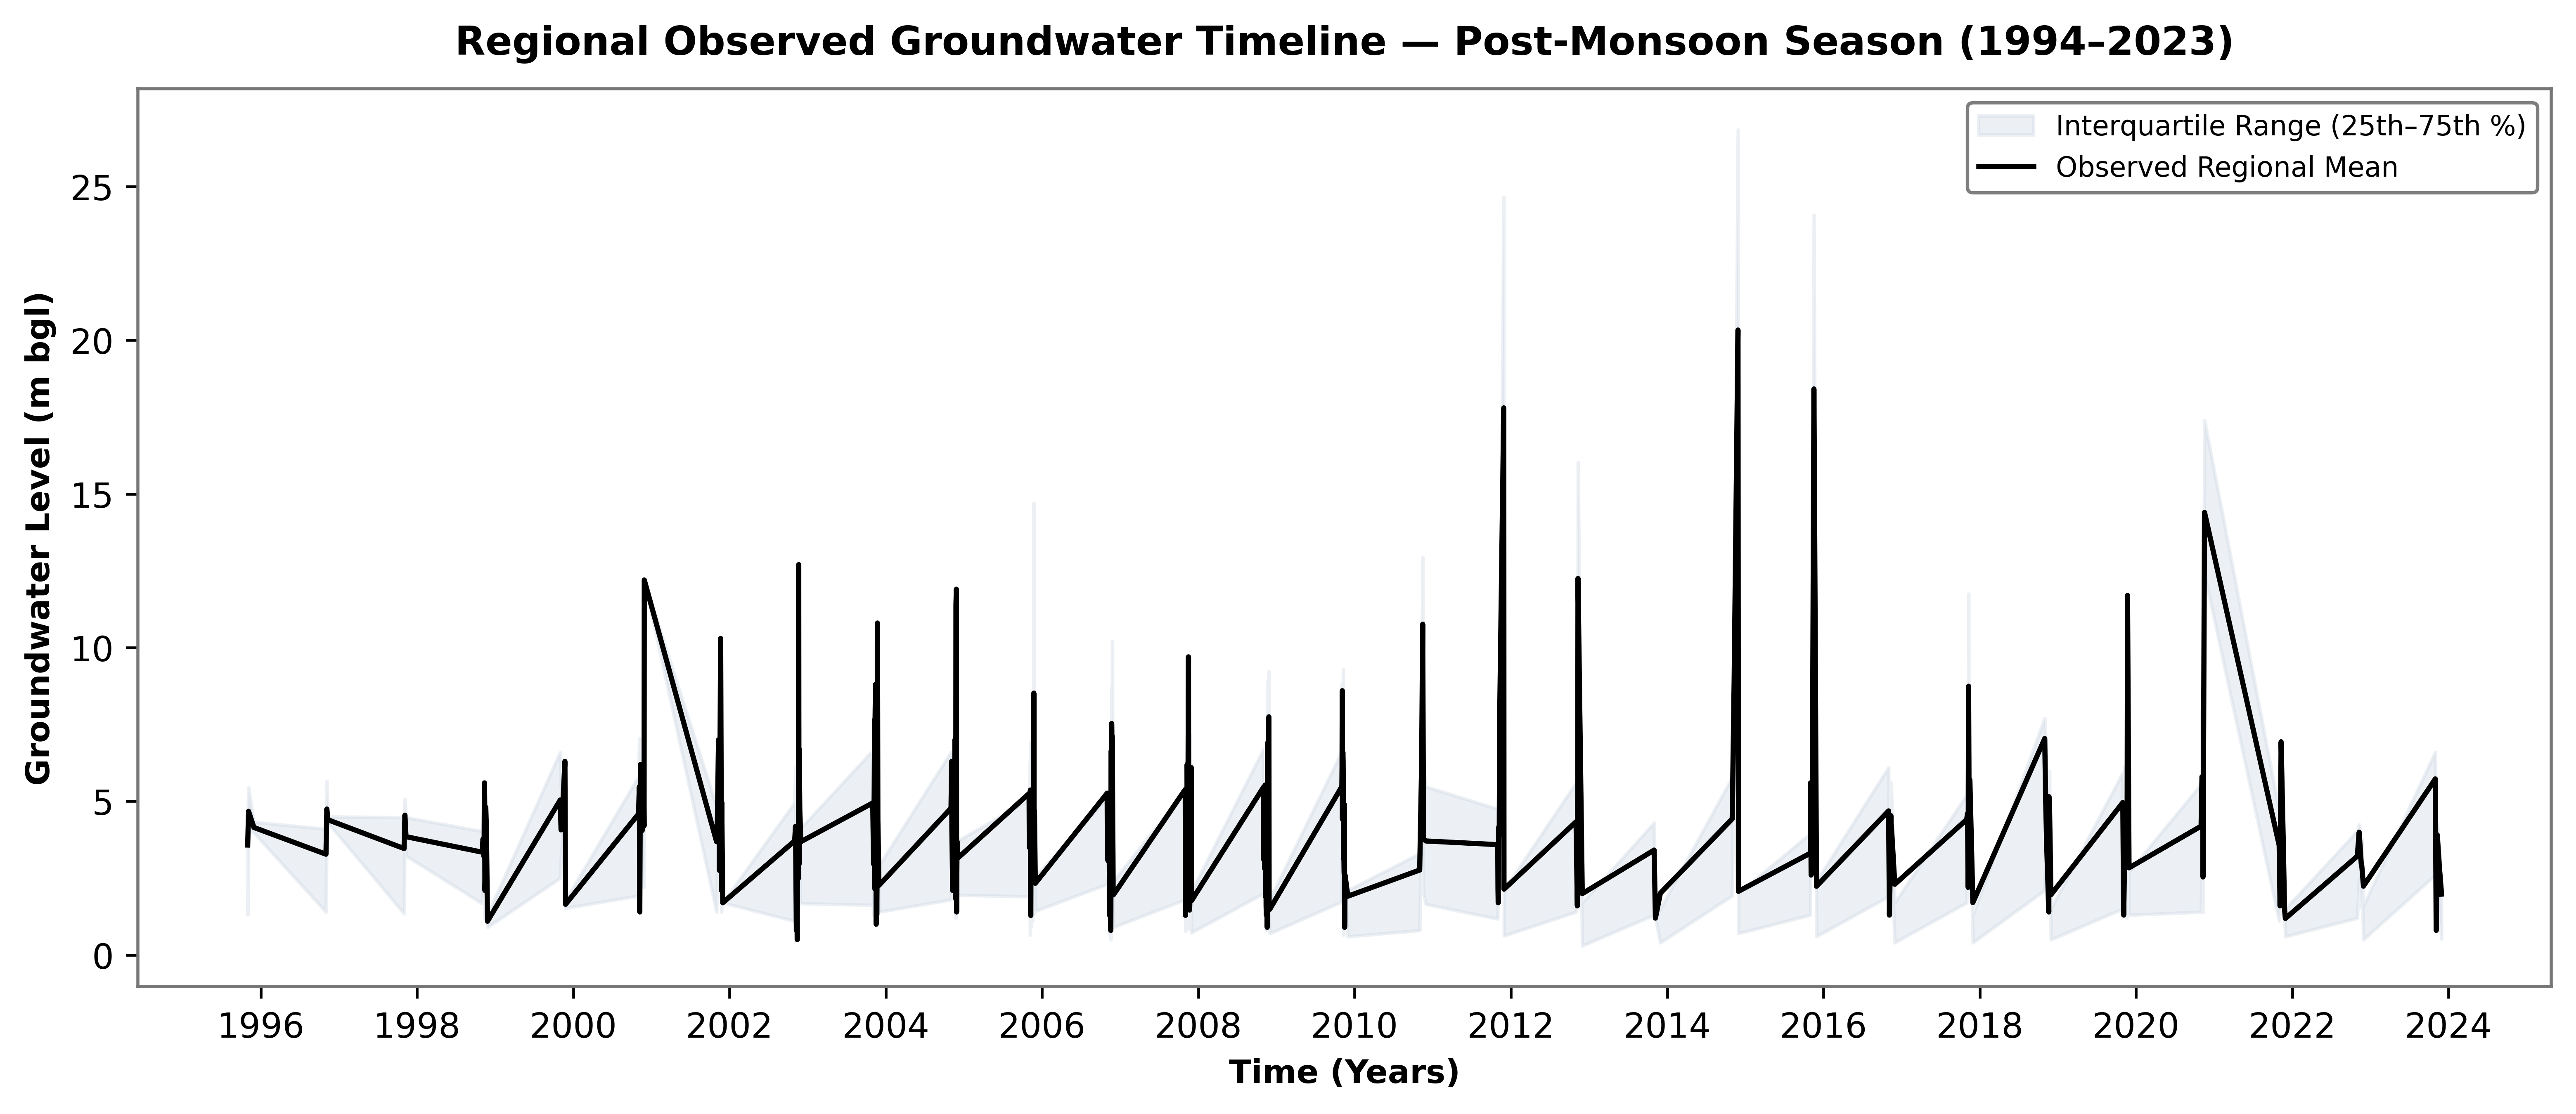 Regional Observed Groundwater Timeline — Post-Monsoon Season (1994–2023)
Interquartile Range (25th–75th %)
Observed Regional Mean
Groundwater Level (m bgl)
25
20
15
10
5
0
1996 1998 2000 2002 2004 2006 2008 2010 2012 2014 2016 2018 2020 2022 2024
Time (Years)